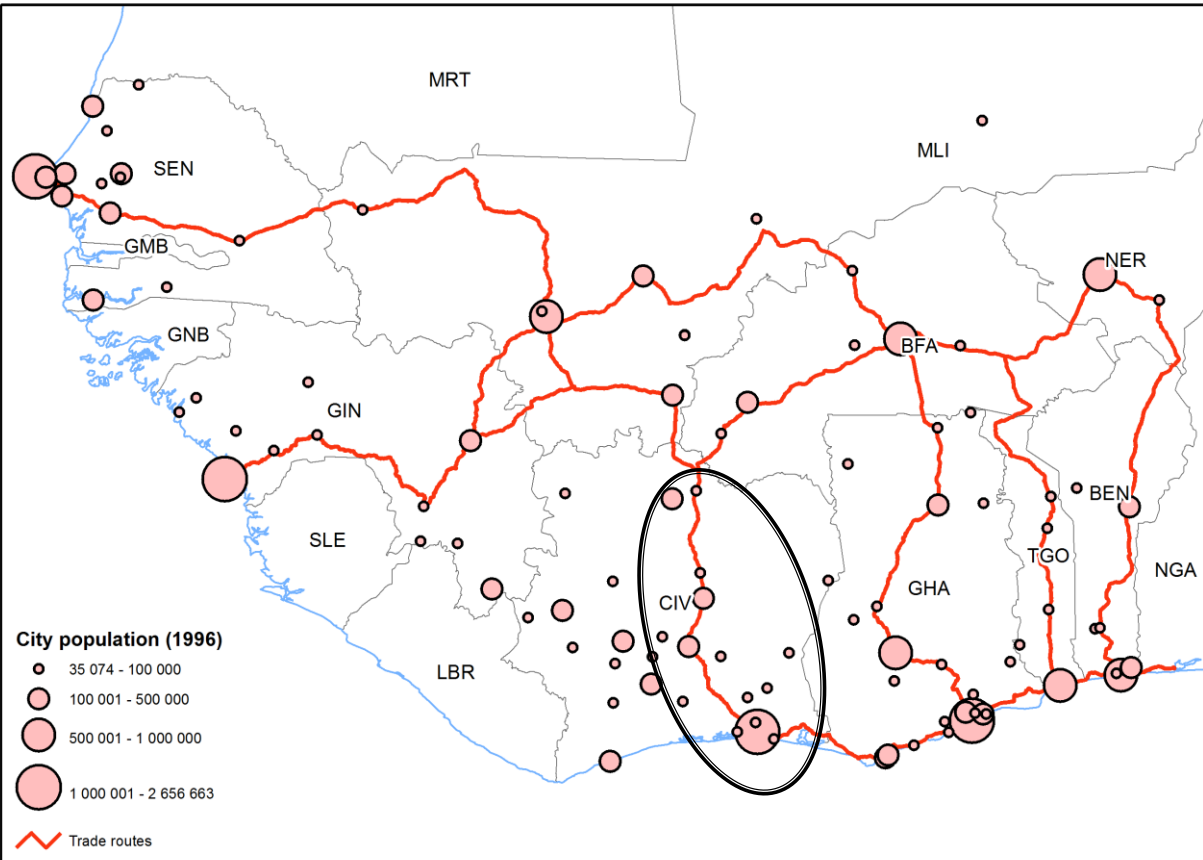 MRT
MLI
SEN
GMB
NER
GNB
BFA
GIN
BEN
SLE
TGO
NGA
GHA
CIV
LBR
City population (1996)
35 074 - 100 000
100 001 - 500 000
500 001 - 1 000 000
1 000 001 - 2 656 663
Trade routes